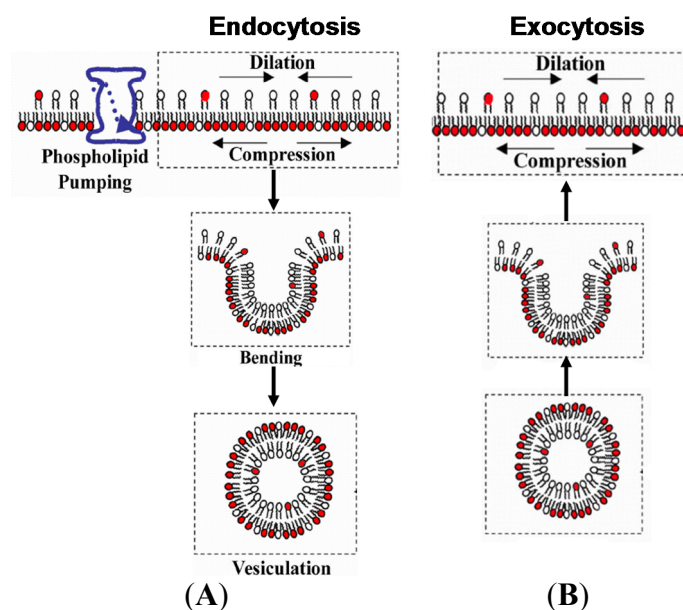 Endocytosis
Exocytosis
Dilation
Dilation
Phospholipid
Pumping
Compression
Compression
Bending
Vesiculation
(A)
(B)